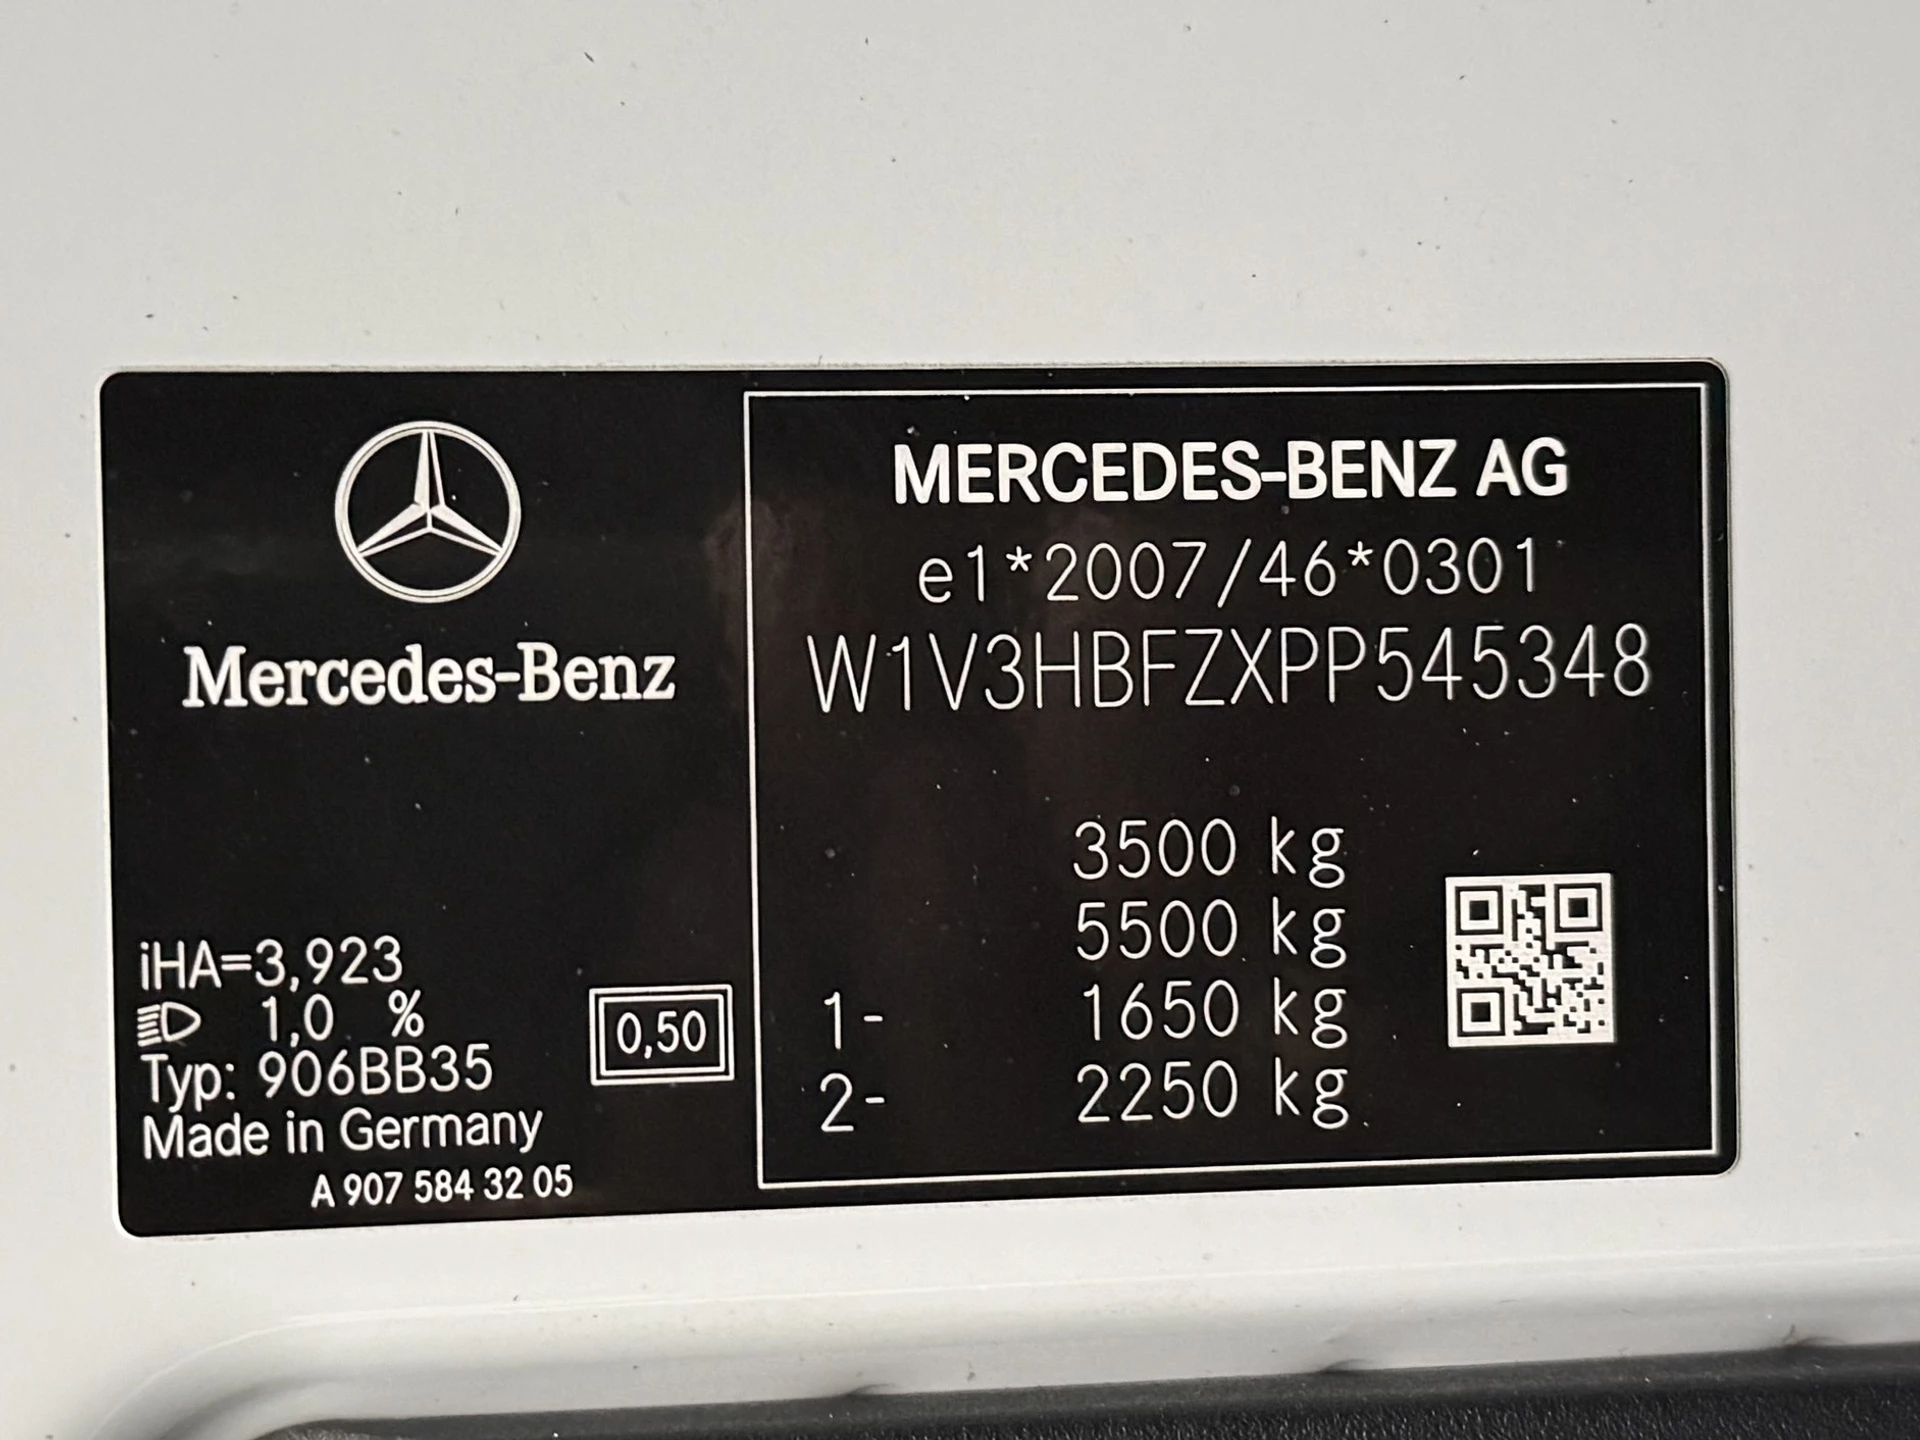 Mercedes-Benz
iHA=3,923
1,0 %
Typ: 906BB35
Made in Germany
A 907 584 32 05
0,50
MERCEDES-BENZ AG
e1*2007/46*0301
W1V3HBFZXPP545348
3500 kg
5500 kg
1- 1650 kg
2- 2250 kg